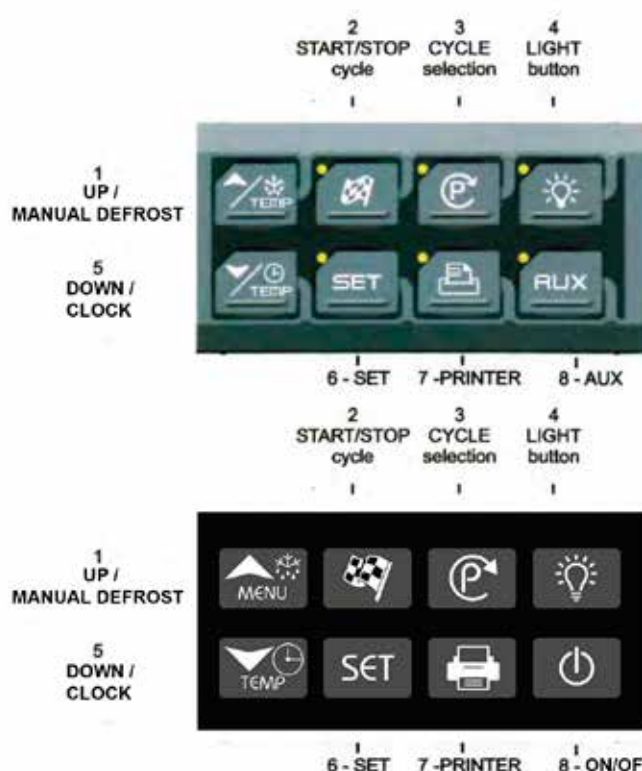 2
START/STOP
cycle
3
CYCLE
selection
4
LIGHT
button
1
UP /
MANUAL DEFROST
TEMP
P
5
DOWN /
CLOCK
TEMP
SET
AUX
6 - SET
7 -PRINTER
8 - AUX
2
START/STOP
cycle
3
CYCLE
selection
4
LIGHT
button
1
UP /
MANUAL DEFROST
MENU
P
5
DOWN /
CLOCK
TEMP
SET
6 - SET
7 -PRINTER
8 - ON/OF